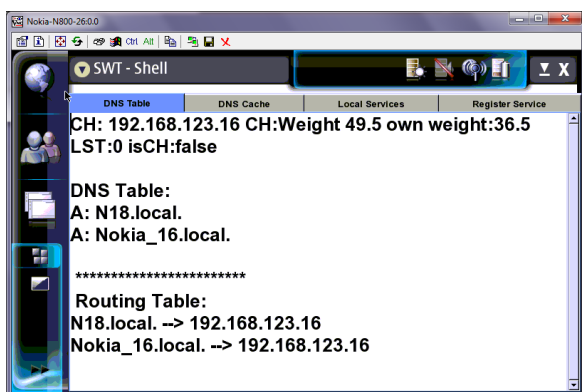 Nokia-N800-26:0.0
Ctrl Alt
SWT - Shell
DNS Table DNS Cache Local Services Register Service
CH: 192.168.123.16 CH:Weight 49.5 own weight:36.5
LST:0 isCH:false
DNS Table:
A: N18.local.
A: Nokia_16.local.
************************
Routing Table:
N18.local. --> 192.168.123.16
Nokia_16.local. --> 192.168.123.16